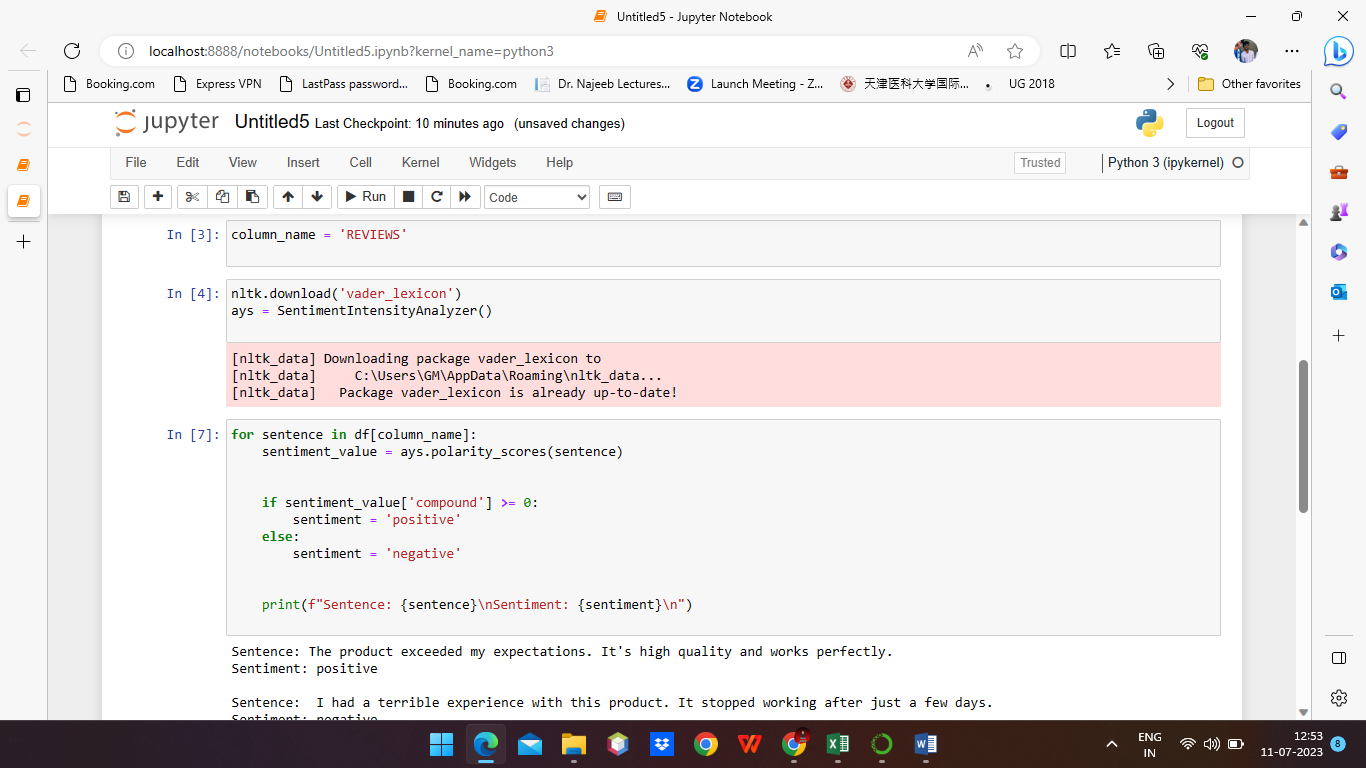 Untitled5 - Jupyter Notebook
localhost:8888/notebooks/Untitled5.ipynb?kernel_name=python3
Booking.com
Express VPN
LastPass password...
Booking.com
Dr. Najeeb Lectures...
Launch Meeting - Z...
天津医科大学国际...
UG 2018
Other favorites
jupyter Untitled5 Last Checkpoint: 10 minutes ago (unsaved changes)
Logout
File Edit View Insert Cell Kernel Widgets Help
Trusted
Python 3 (ipykernel)
Run
Code
In [3]: column_name = 'REVIEWS'
In [4]: nltk.download('vader_lexicon')
ays = SentimentIntensityAnalyzer()
[nltk_data] Downloading package vader_lexicon to
[nltk_data]     C:\Users\GM\AppData\Roaming\nltk_data...
[nltk_data]   Package vader_lexicon is already up-to-date!
In [7]: for sentence in df[column_name]:
    sentiment_value = ays.polarity_scores(sentence)
    if sentiment_value['compound'] >= 0:
        sentiment = 'positive'
    else:
        sentiment = 'negative'
    print(f"Sentence: {sentence}\nSentiment: {sentiment}\n")
Sentence: The product exceeded my expectations. It's high quality and works perfectly.
Sentiment: positive
Sentence:  I had a terrible experience with this product. It stopped working after just a few days.
Sentiment: negative
ENG
IN
12:53
11-07-2023
8